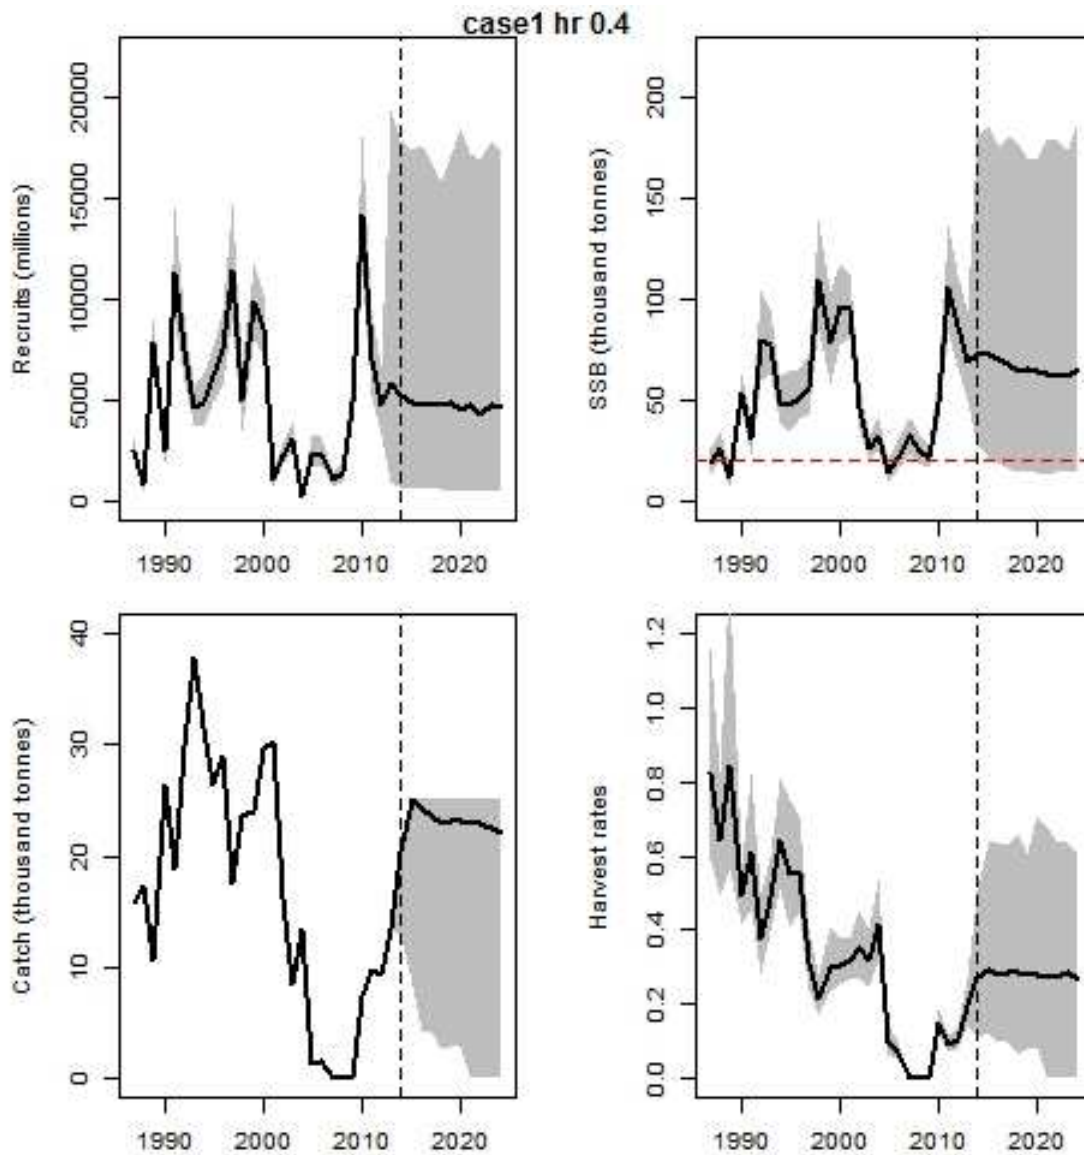 case1 hr 0.4
Recruits (millions)
0 5000 10000 15000 20000
1990 2000 2010 2020
SSB (thousand tonnes)
0 50 100 150 200
1990 2000 2010 2020
Catch (thousand tonnes)
0 10 20 30 40
1990 2000 2010 2020
Harvest rates
0.0 0.2 0.4 0.6 0.8 1.0 1.2
1990 2000 2010 2020